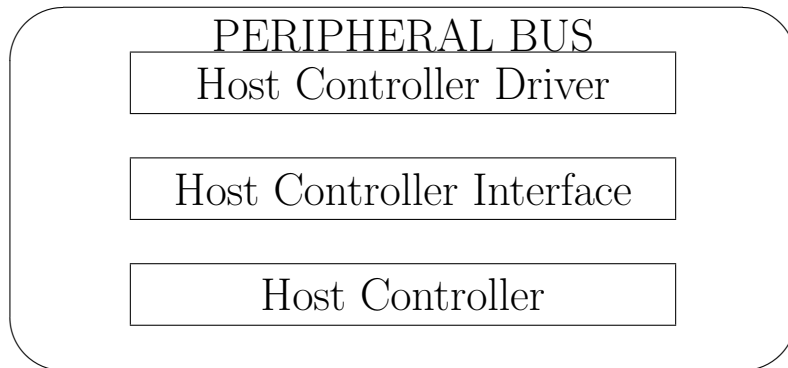 PERIPHERAL BUS
Host Controller Driver
Host Controller Interface
Host Controller